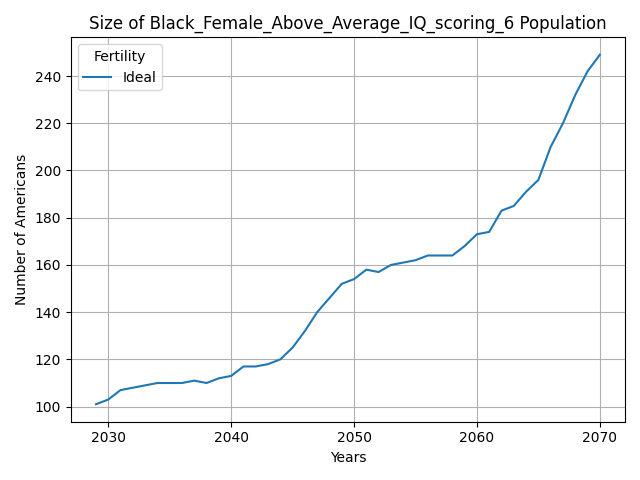 Size of Black_Female_Above_Average_IQ_scoring_6 Population
Fertility
Ideal
Number of Americans
240
220
200
180
160
140
120
100
2030 2040 2050 2060 2070
Years